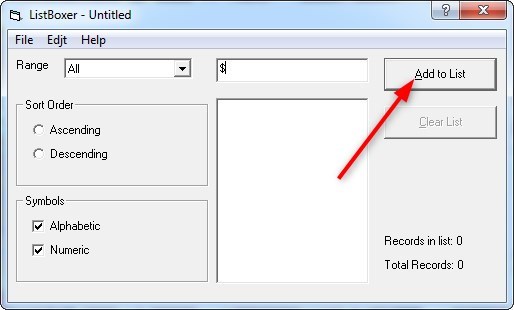 ListBoxer - Untitled
File Edjt Help
Range All $ Add to List
Sort Order Clear List
Ascending
Descending
Symbols
Alphabetic
Numeric
Records in list: 0
Total Records: 0